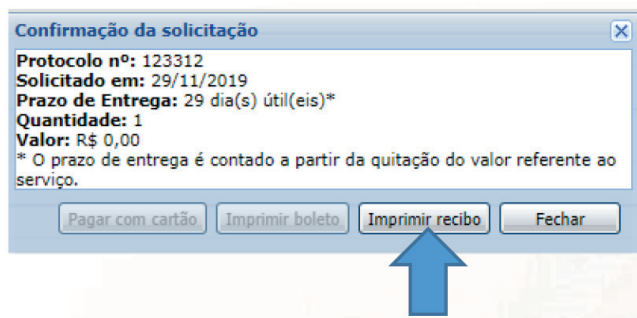 Confirmação da solicitação
Protocolo nº: 123312
Solicitado em: 29/11/2019
Prazo de Entrega: 29 dia(s) útil(eis)*
Quantidade: 1
Valor: R$ 0,00
* O prazo de entrega é contado a partir da quitação do valor referente ao
serviço.
Pagar com cartão Imprimir boleto Imprimir recibo Fechar